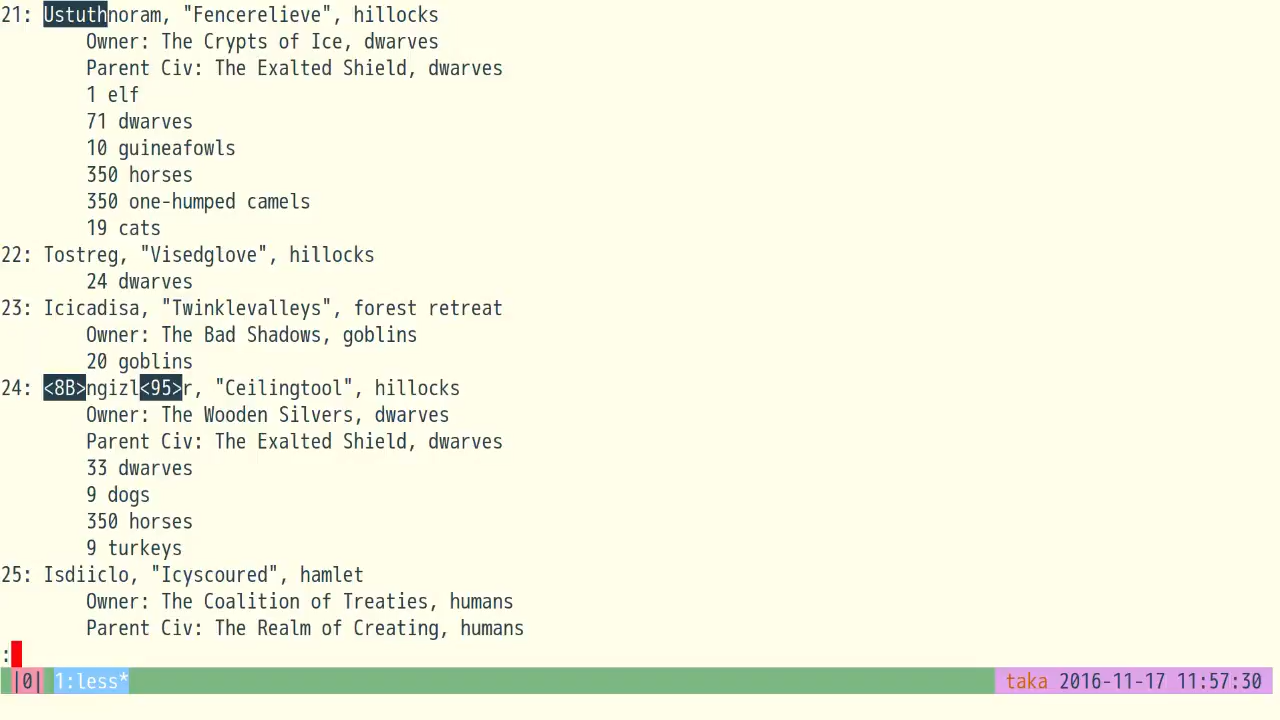 21: Ustuthnoram, "Fencerelieve", hillocks
Owner: The Crypts of Ice, dwarves
Parent Civ: The Exalted Shield, dwarves
1 elf
71 dwarves
10 guineafowls
350 horses
350 one-humped camels
19 cats
22: Tostreg, "Visedglove", hillocks
24 dwarves
23: Icicadisa, "Twinklevalleys", forest retreat
Owner: The Bad Shadows, goblins
20 goblins
24: <8B>ngizl<95>r, "Ceilingtool", hillocks
Owner: The Wooden Silvers, dwarves
Parent Civ: The Exalted Shield, dwarves
33 dwarves
9 dogs
350 horses
9 turkeys
25: Isdiiclo, "Icyscoured", hamlet
Owner: The Coalition of Treaties, humans
Parent Civ: The Realm of Creating, humans
:
|0| 1:less* taka 2016-11-17 11:57:30